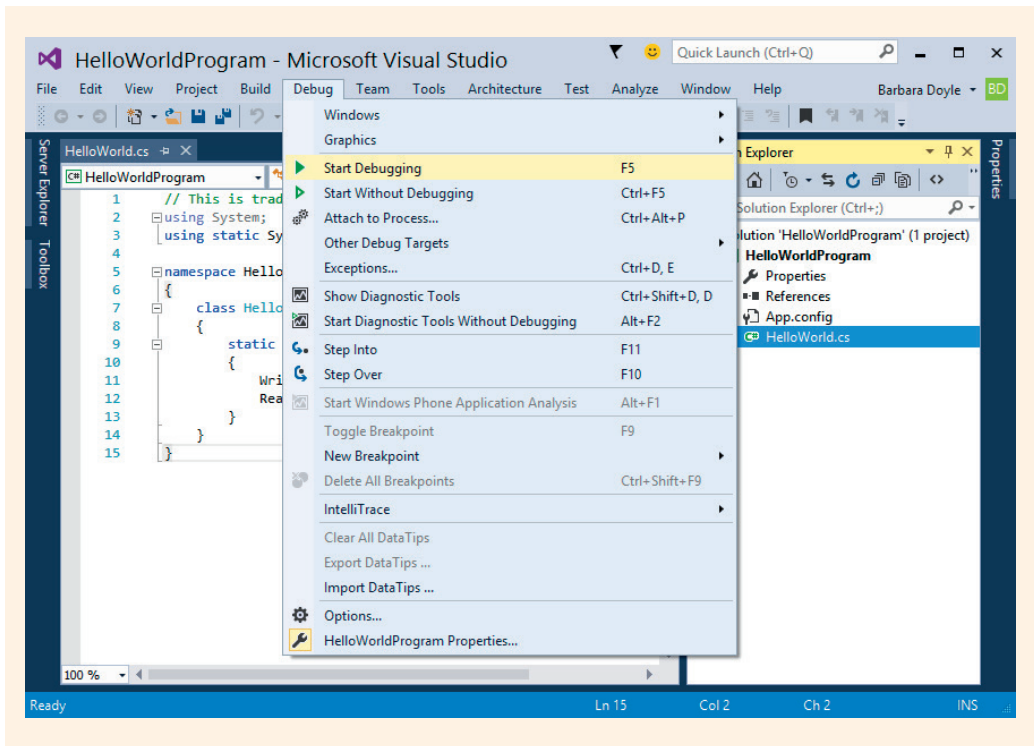 HelloWorldProgram - Microsoft Visual Studio
Quick Launch (Ctrl+Q)
File Edit View Project Build Debug Team Tools Architecture Test Analyze Window Help Barbara Doyle BD
Server Explorer
Toolbox
HelloWorld.cs
C# HelloWorldProgram
1 // This is trad
2 using System;
3 using static Sy
4
5 namespace Hello
6 {
7 class Hello
8 {
9 static
10 {
11 Wri
12 Rea
13 }
14 }
15 }
100 %
Windows
Graphics
Start Debugging F5
Start Without Debugging Ctrl+F5
Attach to Process... Ctrl+Alt+P
Other Debug Targets
Exceptions... Ctrl+D, E
Show Diagnostic Tools Ctrl+Shift+D, D
Start Diagnostic Tools Without Debugging Alt+F2
Step Into F11
Step Over F10
Start Windows Phone Application Analysis Alt+F1
Toggle Breakpoint F9
New Breakpoint
Delete All Breakpoints Ctrl+Shift+F9
IntelliTrace
Clear All DataTips
Export DataTips ...
Import DataTips ...
Options...
HelloWorldProgram Properties...
n Explorer
Solution Explorer (Ctrl+;)
lution 'HelloWorldProgram' (1 project)
HelloWorldProgram
Properties
References
App.config
C# HelloWorld.cs
Properties
Ready Ln 15 Col 2 Ch 2 INS